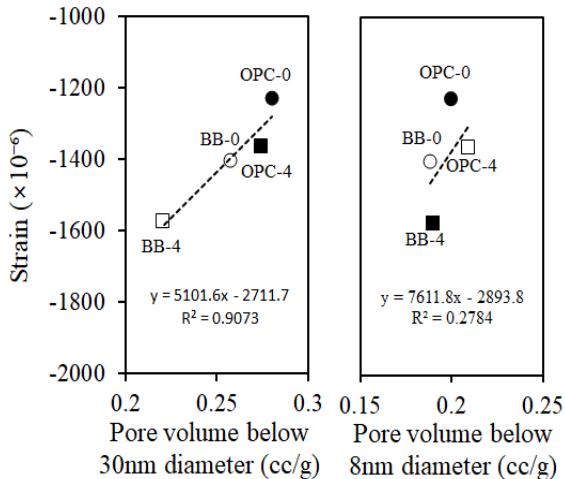 Strain (×10⁻⁶)
-1000
-1200
-1400
-1600
-1800
-2000
OPC-0
BB-0
OPC-4
BB-4
y = 5101.6x - 2711.7
R² = 0.9073
0.2 0.25 0.3
Pore volume below
30nm diameter (cc/g)
OPC-0
BB-0
OPC-4
BB-4
y = 7611.8x - 2893.8
R² = 0.2784
0.15 0.2 0.25
Pore volume below
8nm diameter (cc/g)